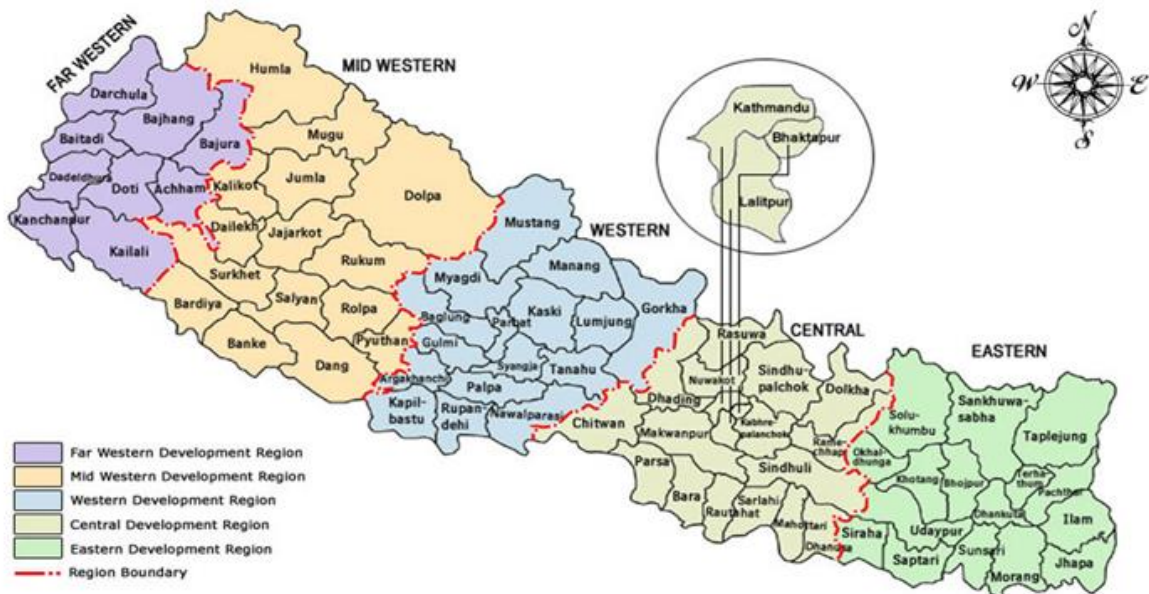 FAR WESTERN
MID WESTERN
WESTERN
CENTRAL
EASTERN
N
W
E
S
Humla
Darchula
Bajhang
Baitadi
Bajura
Mugu
Dadeldhura
Doti
Achham
Kalikot
Jumla
Dolpa
Kanchanpur
Kailali
Dailekh
Jajarkot
Surkhet
Rukum
Bardiya
Salyan
Rolpa
Banke
Pyuthan
Dang
Mustang
Manang
Myagdi
Gorkha
Kaski
Lumjung
Baglung
Parbat
Gulmi
Syangja
Tanahu
Argakhanchi
Palpa
Kapil-
bastu
Rupan-
dehi
Nawalparasi
Kathmandu
Bhaktapur
Lalitpur
Rasuwa
Nuwakot
Sindhu-
palchok
Dolkha
Dhading
Chitwan
Makwanpur
Kabhre-
palanchok
Rame-
chhap
Sindhuli
Parsa
Bara
Rautahat
Sarlahi
Mahottari
Dhanusa
Solu-
khumbu
Sankhuwa-
sabha
Taplejung
Okhal-
dhunga
Khotang
Bhojpur
Terha-
thum
Pachthar
Dhankutal
Ilam
Siraha
Udaypur
Saptari
Sunsari
Morang
Jhapa
Far Western Development Region
Mid Western Development Region
Western Development Region
Central Development Region
Eastern Development Region
Region Boundary